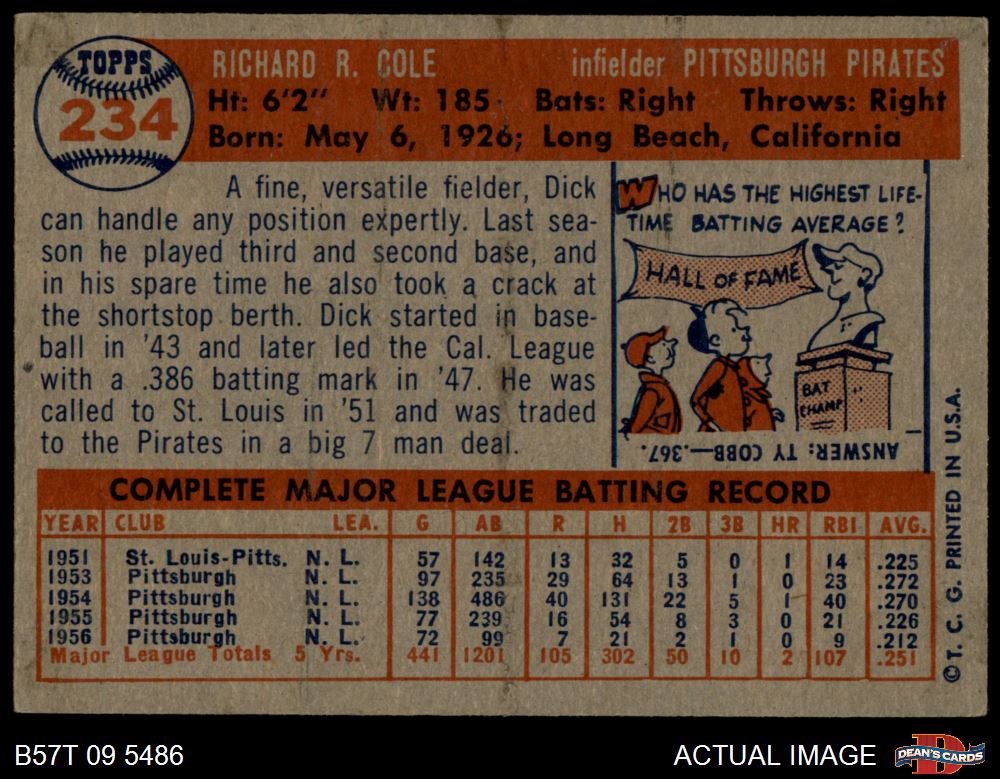 TOPPS
234
RICHARD R. COLE infielder PITTSBURGH PIRATES
Ht: 6'2" Wt: 185 Bats: Right Throws: Right
Born: May 6, 1926; Long Beach, California
A fine, versatile fielder, Dick
can handle any position expertly. Last sea-
son he played third and second base, and
in his spare time he also took a crack at
the shortstop berth. Dick started in base-
ball in '43 and later led the Cal. League
with a .386 batting mark in '47. He was
called to St. Louis in '51 and was traded
to the Pirates in a big 7 man deal.
WHO HAS THE HIGHEST LIFE-
TIME BATTING AVERAGE?
HALL OF FAME
BAT
CHAMP
ANSWER: TY COBB—.367.
COMPLETE MAJOR LEAGUE BATTING RECORD
YEAR CLUB LEA. G AB R H 2B 3B HR RBI AVG.
1951 St. Louis-Pitts. N. L. 57 142 13 32 5 0 1 14 .225
1953 Pittsburgh N. L. 97 235 29 64 13 1 0 23 .272
1954 Pittsburgh N. L. 138 486 40 131 22 5 1 40 .270
1955 Pittsburgh N. L. 77 239 16 54 8 3 0 21 .226
1956 Pittsburgh N. L. 72 99 7 21 2 1 0 9 .212
Major League Totals 5 Yrs. 441 1201 105 302 50 10 2 107 .251
© T. C. G. PRINTED IN U.S.A.
B57T 09 5486
ACTUAL IMAGE
DEAN'S CARDS